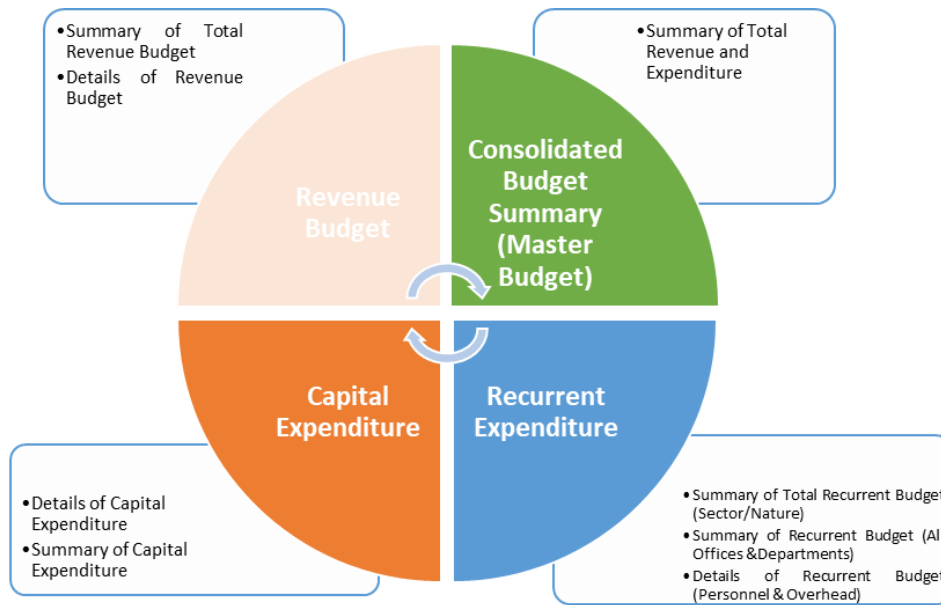 •Summary of Total
Revenue Budget
•Details of Revenue
Budget
•Summary of Total
Revenue and
Expenditure
Revenue
Budget
Consolidated
Budget
Summary
(Master
Budget)
Capital
Expenditure
Recurrent
Expenditure
•Details of Capital
Expenditure
•Summary of Capital
Expenditure
•Summary of Total Recurrent Budget
(Sector/Nature)
•Summary of Recurrent Budget (Al
Offices &Departments)
•Details of Recurrent Budget
(Personnel & Overhead)